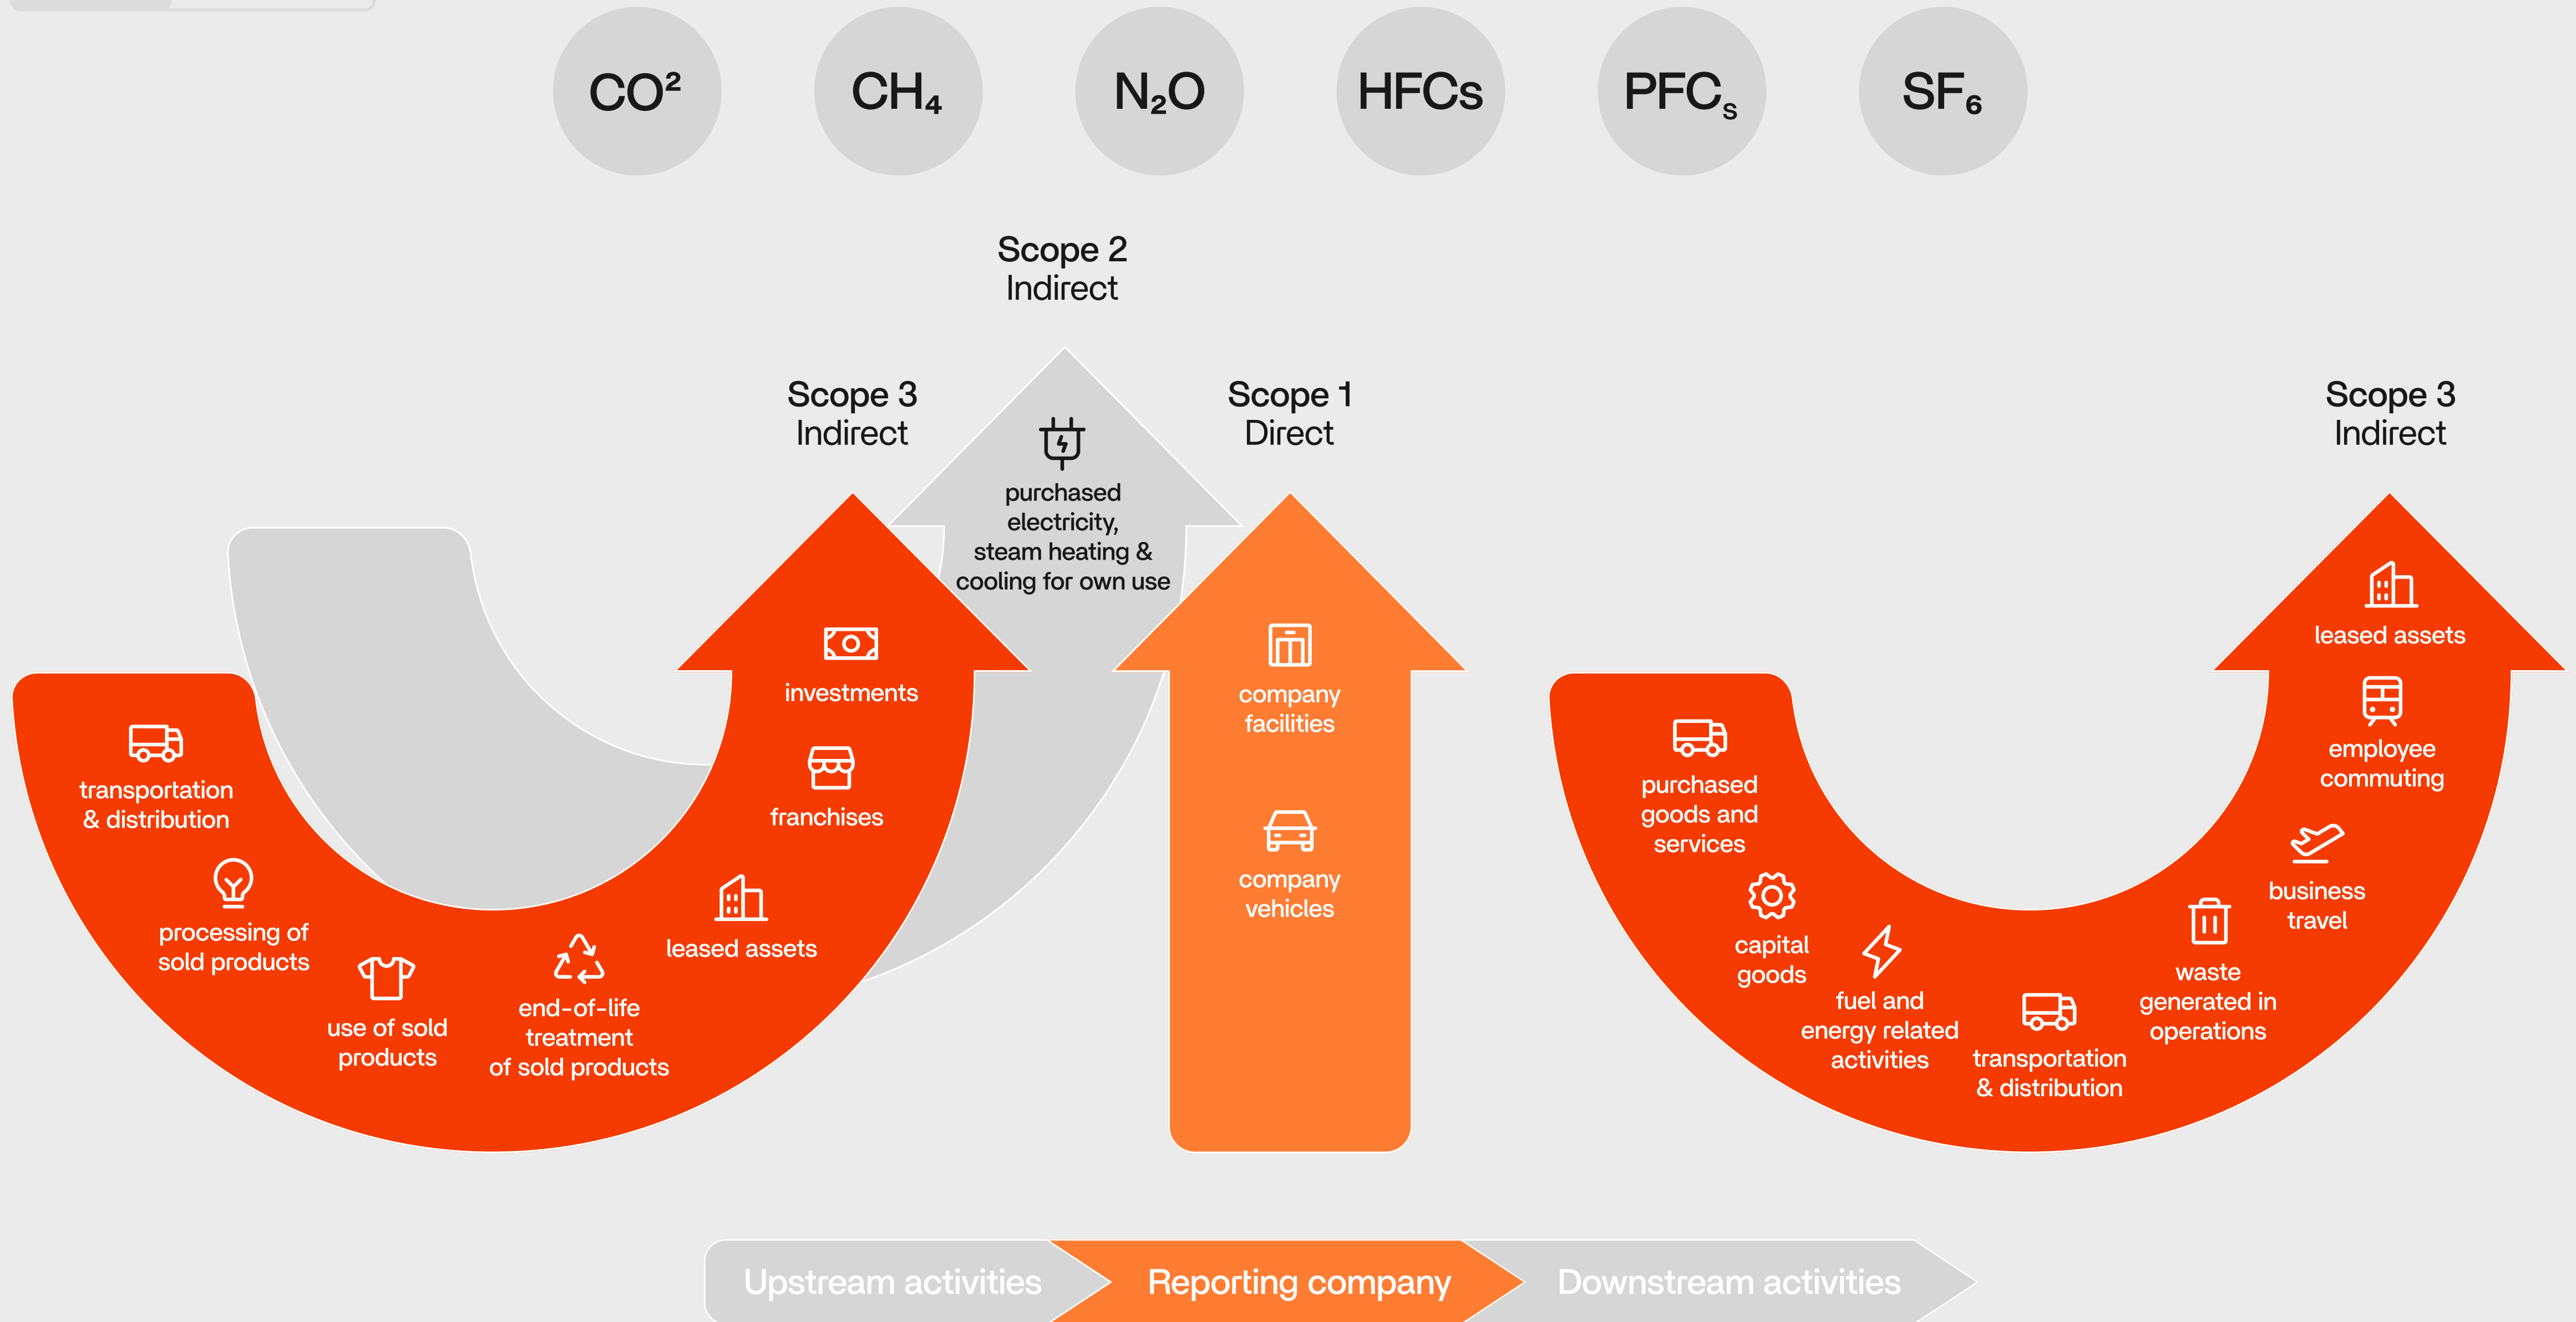 CO²
CH₄
N₂O
HFCs
PFCₛ
SF₆
Scope 2
Indirect
Scope 3
Indirect
Scope 1
Direct
Scope 3
Indirect
purchased
electricity,
steam heating &
cooling for own use
transportation
& distribution
processing of
sold products
use of sold
products
end-of-life
treatment
of sold products
leased assets
franchises
investments
company
facilities
company
vehicles
purchased
goods and
services
capital
goods
fuel and
energy related
activities
transportation
& distribution
waste
generated in
operations
business
travel
employee
commuting
leased assets
Upstream activities
Reporting company
Downstream activities